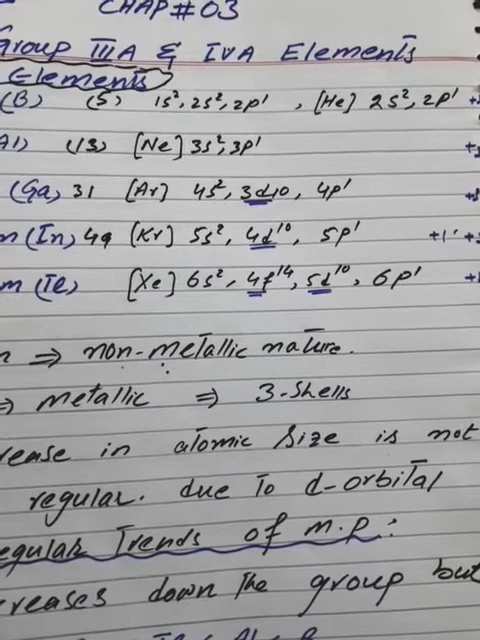 CHAP#03
Group IIIA & IVA Elements
Elements
(B) (5) 1s², 2s², 2p¹ , [He] 2s², 2p¹
(13) [Ne] 3s², 3p¹
(Ga) 31 [Ar] 4s², 3d10, 4p¹
(In) 49 [Kr] 5s², 4d¹⁰, 5p¹ +1,
[Xe] 6s², 4f¹⁴, 5d¹⁰, 6p¹
⇒ non-metallic nature.
⇒ metallic ⇒ 3-shells
rease in atomic size is not
regular. due to d-orbital
egular Trends of m.p:
creases down the group but